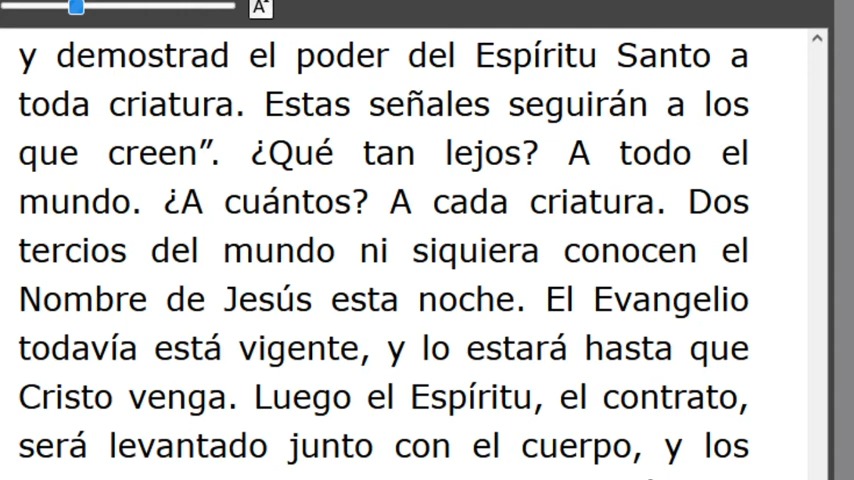 A
y demostrad el poder del Espíritu Santo a
toda criatura. Estas señales seguirán a los
que creen”. ¿Qué tan lejos? A todo el
mundo. ¿A cuántos? A cada criatura. Dos
tercios del mundo ni siquiera conocen el
Nombre de Jesús esta noche. El Evangelio
todavía está vigente, y lo estará hasta que
Cristo venga. Luego el Espíritu, el contrato,
será levantado junto con el cuerpo, y los